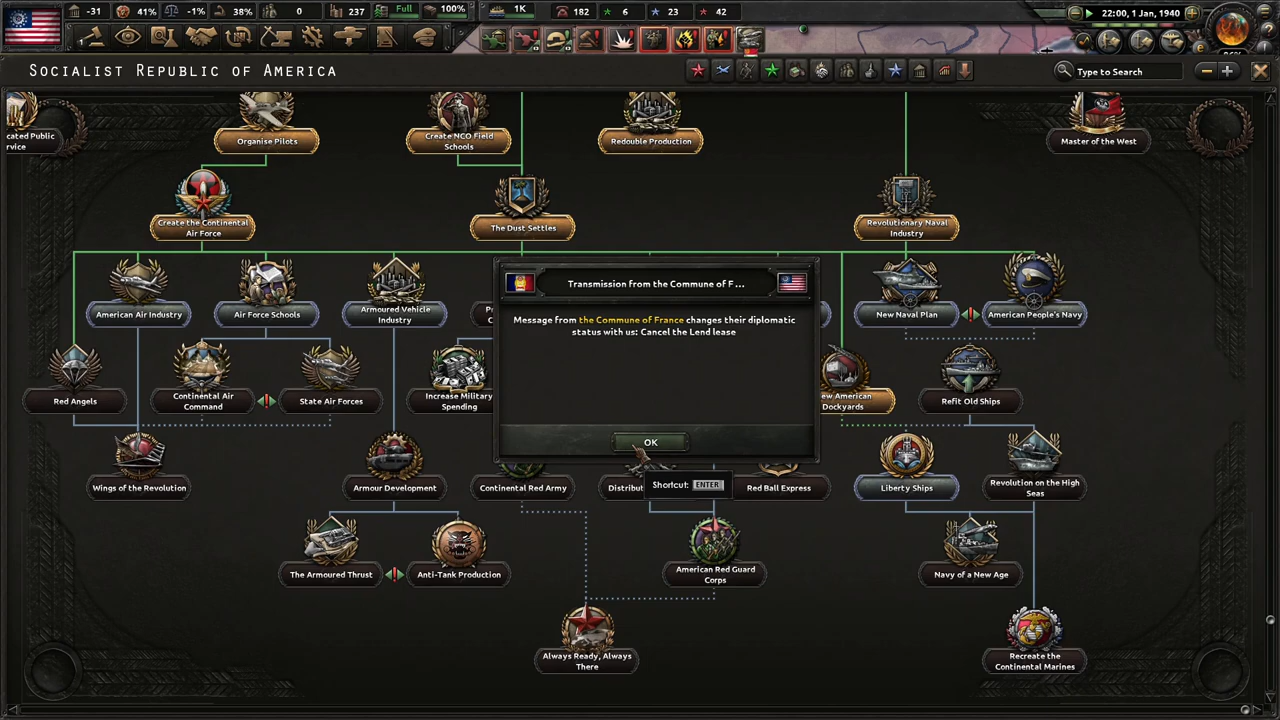 -31 41% -1% 38% 0 237 Full 100% 1K 182 6 23 42 22:00, 1 Jan, 1940
Socialist Republic of America
Type to Search
cated Public
rvice
Organise Pilots
Create NCO Field
Schools
Redouble Production
Master of the West
Create the Continental
Air Force
The Dust Settles
Revolutionary Naval
Industry
Transmission from the Commune of F ...
Message from the Commune of France changes their diplomatic
status with us: Cancel the Lend lease
OK
Shortcut: ENTER
American Air Industry
Air Force Schools
Armoured Vehicle
Industry
New Naval Plan
American People's Navy
Red Angels
Continental Air
Command
State Air Forces
Increase Military
Spending
ew American
Dockyards
Refit Old Ships
Wings of the Revolution
Armour Development
Continental Red Army
Distribut
Red Ball Express
Liberty Ships
Revolution on the High
Seas
The Armoured Thrust
Anti-Tank Production
American Red Guard
Corps
Navy of a New Age
Always Ready, Always
There
Recreate the
Continental Marines